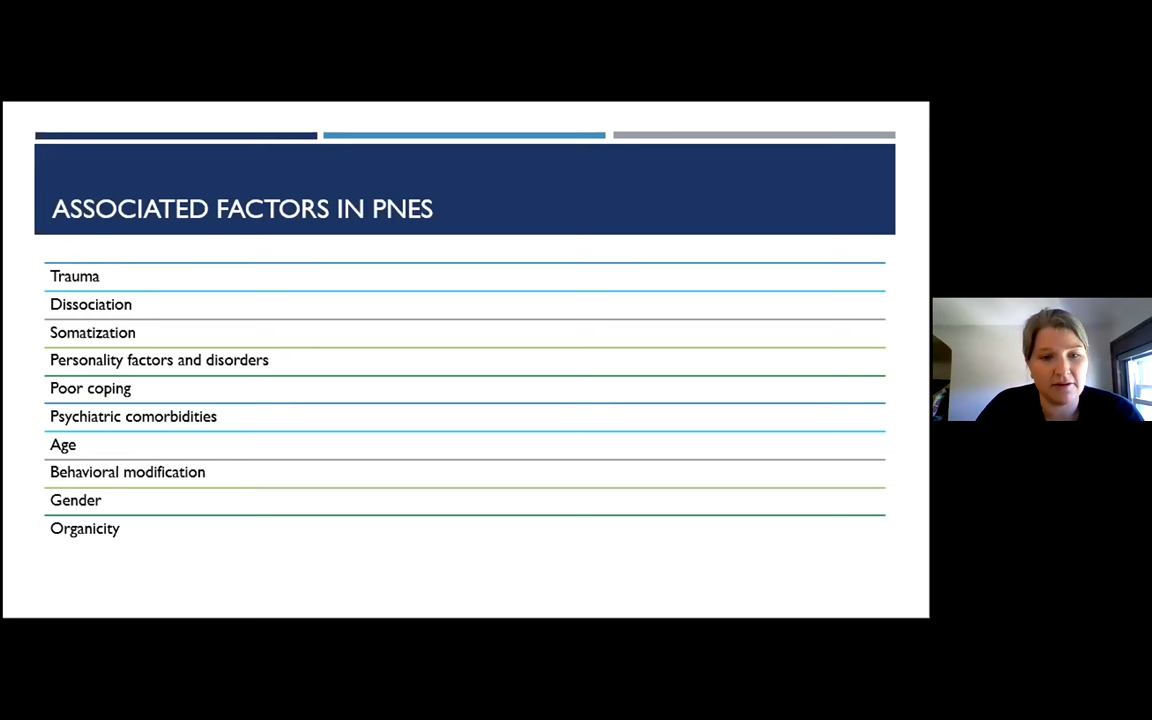 ASSOCIATED FACTORS IN PNES
Trauma
Dissociation
Somatization
Personality factors and disorders
Poor coping
Psychiatric comorbidities
Age
Behavioral modification
Gender
Organicity